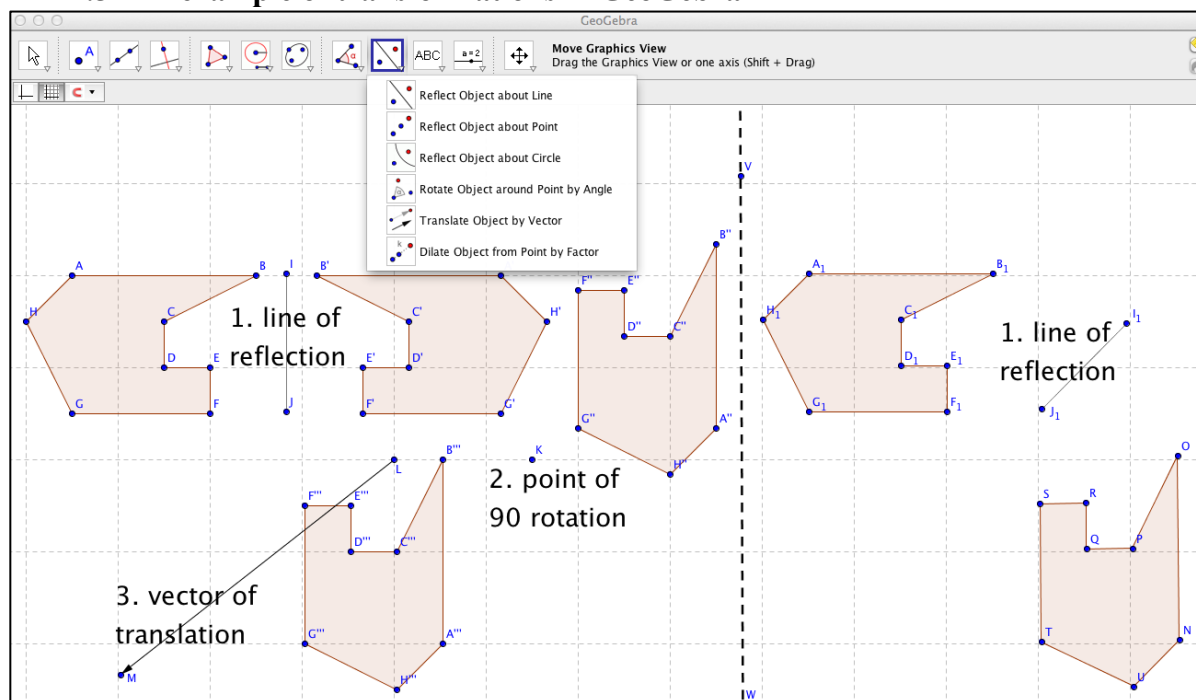 GeoGebra
ABC
a=2
Move Graphics View
Drag the Graphics View or one axis (Shift + Drag)
Reflect Object about Line
Reflect Object about Point
Reflect Object about Circle
Rotate Object around Point by Angle
Translate Object by Vector
Dilate Object from Point by Factor
V
B''
A B I B' A₁ B₁
F'' E''
H C C' H' D'' C'' H₁ C₁ I₁
1. line of
reflection
1. line of
reflection
D E E' D' D₁ E₁
G F J F' G' G'' A'' G₁ F₁ J₁
L B''' K H'' O
2. point of
90 rotation
F''' E''' S R
D''' C''' Q P
3. vector of
translation
G''' A''' T N
M H''' W U